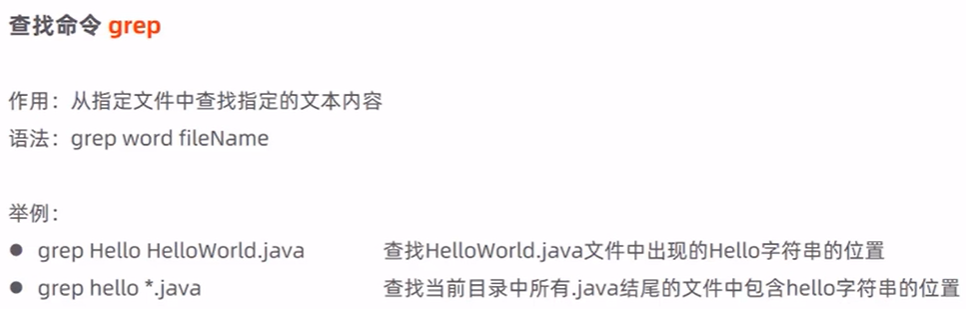 查找命令 grep
作用：从指定文件中查找指定的文本内容
语法：grep word fileName
举例：
● grep Hello HelloWorld.java 查找HelloWorld.java文件中出现的Hello字符串的位置
● grep hello *.java 查找当前目录中所有.java结尾的文件中包含hello字符串的位置